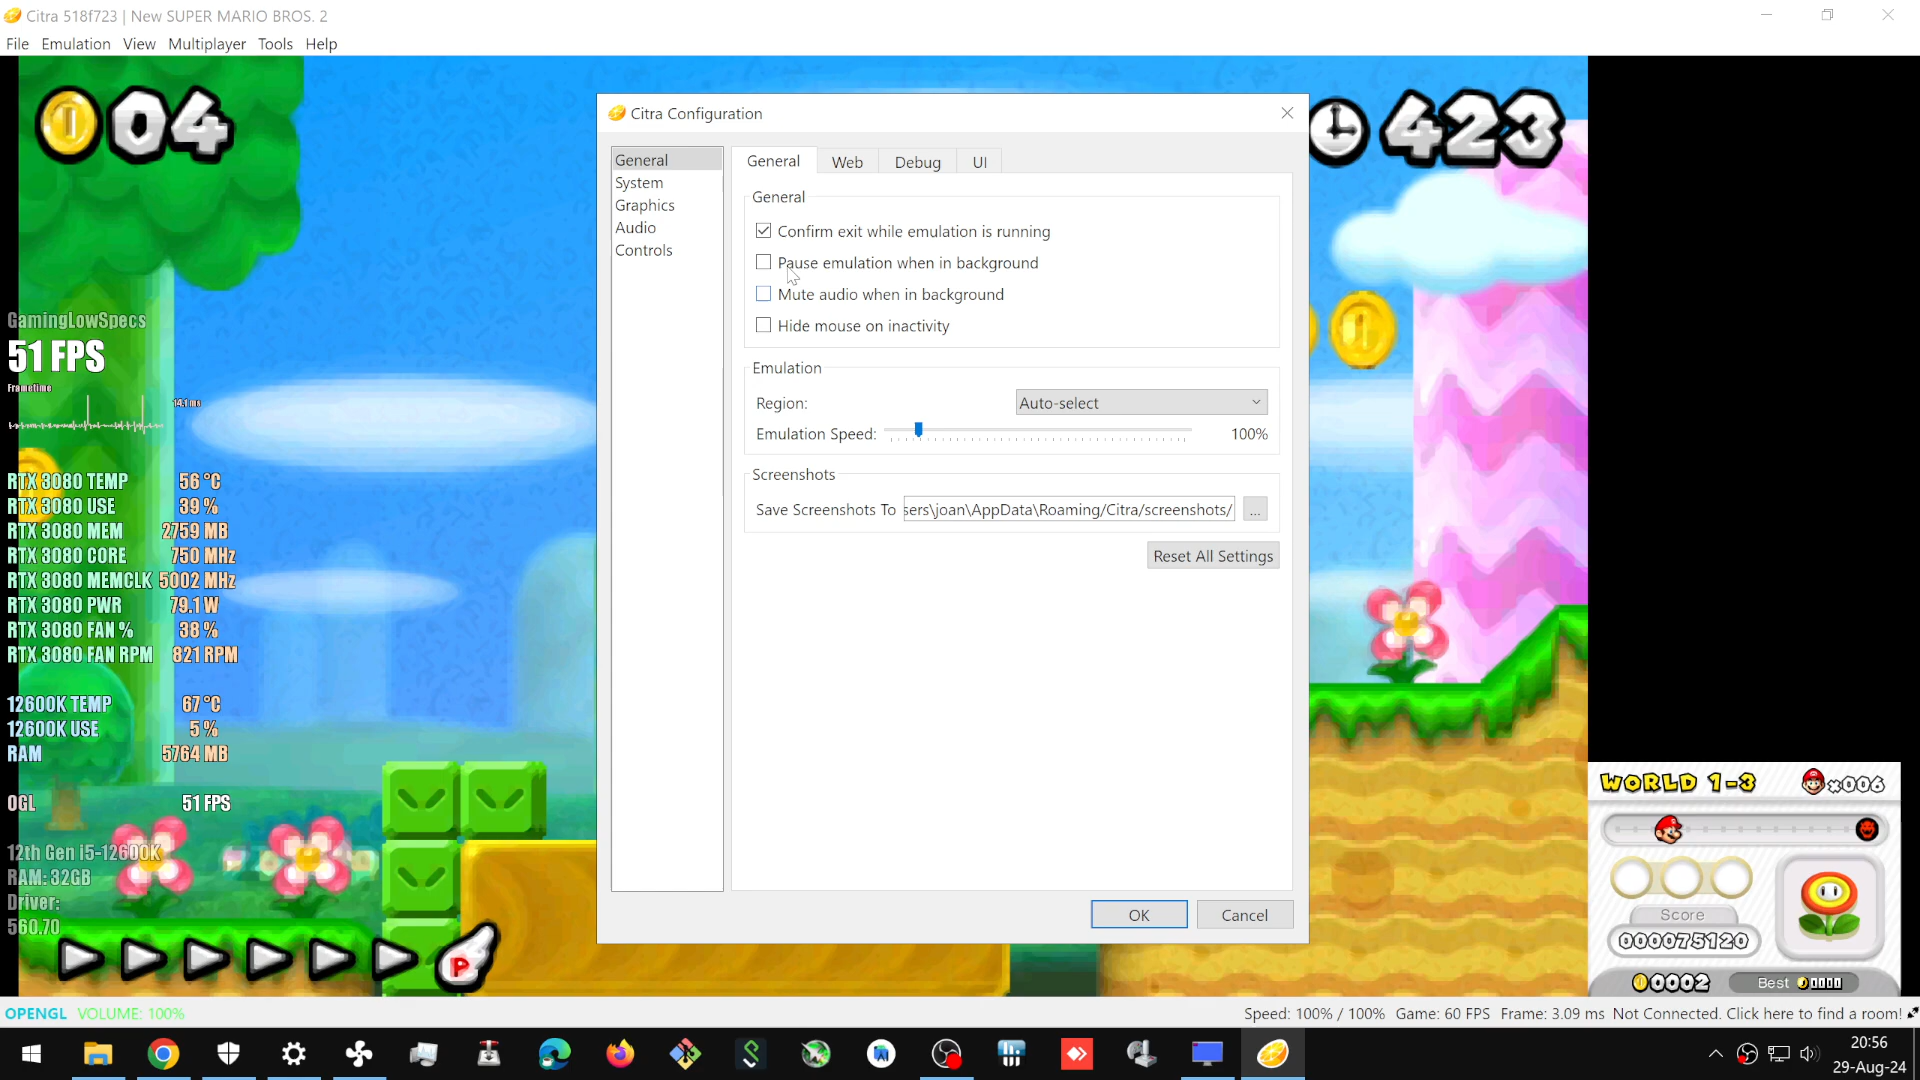 Citra 518f723 | New SUPER MARIO BROS. 2
File Emulation View Multiplayer Tools Help
04
423
GamingLowSpecs
51 FPS
Frametime
14.1 ms
RTX 3080 TEMP 56 °C
RTX 3080 USE 39 %
RTX 3080 MEM 2759 MB
RTX 3080 CORE 750 MHz
RTX 3080 MEMCLK 5002 MHz
RTX 3080 PWR 79.1 W
RTX 3080 FAN % 38 %
RTX 3080 FAN RPM 821 RPM
12600K TEMP 67 °C
12600K USE 5 %
RAM 5764 MB
OGL 51 FPS
12th Gen i5-12600K
RAM: 32GB
Driver:
560.70
P
Citra Configuration
General
System
Graphics
Audio
Controls
General Web Debug UI
General
Confirm exit while emulation is running
Pause emulation when in background
Mute audio when in background
Hide mouse on inactivity
Emulation
Region: Auto-select
Emulation Speed: 100%
Screenshots
Save Screenshots To sers\joan\AppData\Roaming/Citra/screenshots/ ...
Reset All Settings
OK Cancel
WORLD 1-3 x006
Score
000075120
00002 Best 0000
OPENGL VOLUME: 100%
Speed: 100% / 100% Game: 60 FPS Frame: 3.09 ms Not Connected. Click here to find a room!
20:56
29-Aug-24